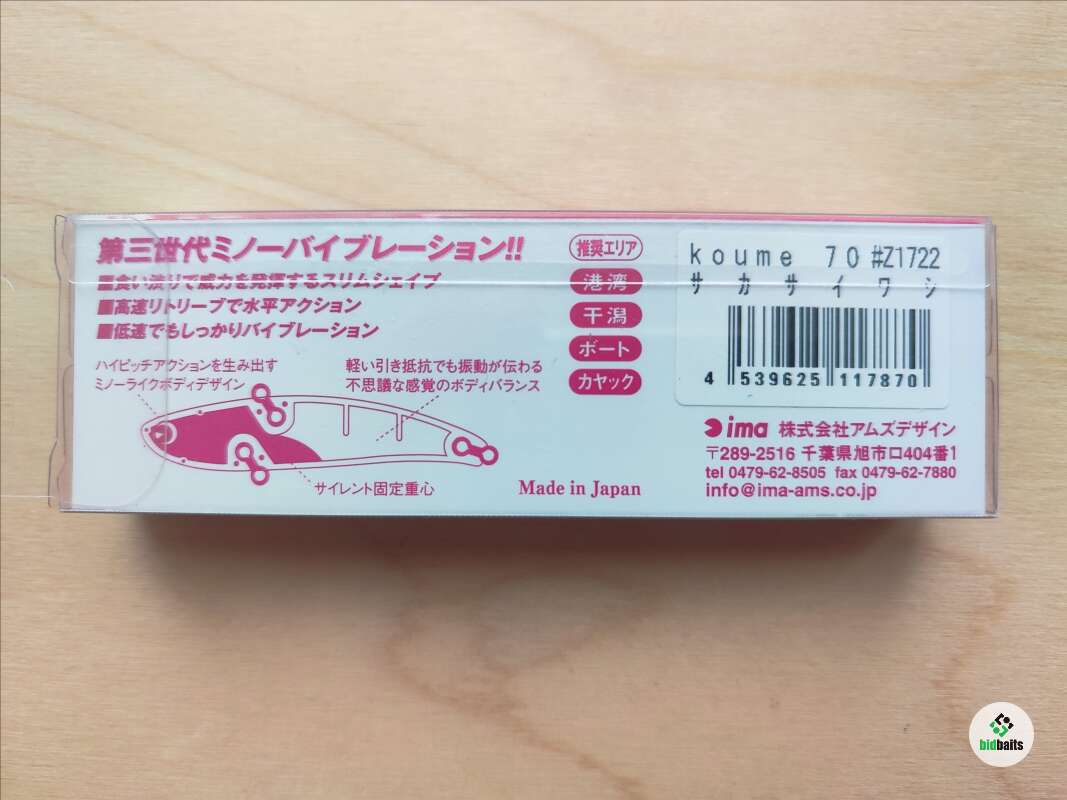 第三世代ミノーバイブレーション!!
■食い渋りで威力を発揮するスリムシェイプ
■高速リトリーブで水平アクション
■低速でもしっかりバイブレーション
ハイピッチアクションを生み出す
ミノーライクボディデザイン
軽い引き抵抗でも振動が伝わる
不思議な感覚のボディバランス
サイレント固定重心
Made in Japan
推奨エリア
港湾
干潟
ボート
カヤック
koume 70 #Z1722
サカサイワシ
4 539625 117870
ima 株式会社アムズデザイン
〒289-2516 千葉県旭市ロ404番1
tel 0479-62-8505 fax 0479-62-7880
info@ima-ams.co.jp
bidbaits